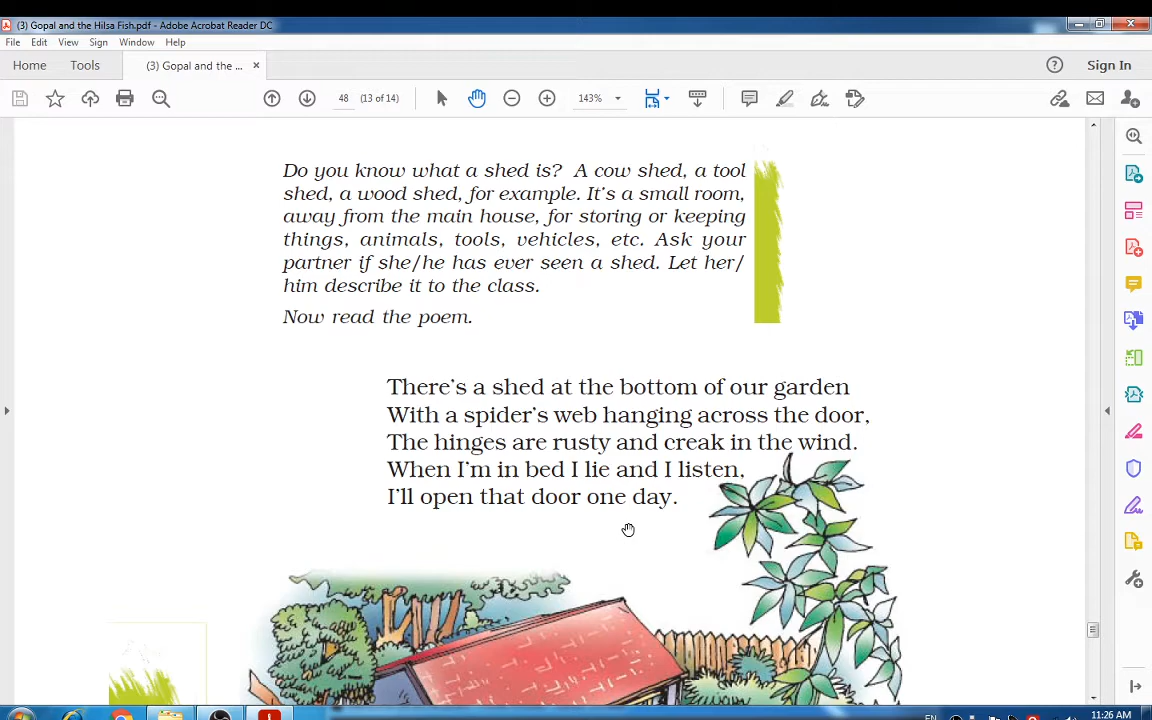 (3) Gopal and the Hilsa Fish.pdf - Adobe Acrobat Reader DC
File Edit View Sign Window Help
Home Tools (3) Gopal and the ... × Sign In
48 (13 of 14) 143%
Do you know what a shed is? A cow shed, a tool
shed, a wood shed, for example. It's a small room,
away from the main house, for storing or keeping
things, animals, tools, vehicles, etc. Ask your
partner if she/he has ever seen a shed. Let her/
him describe it to the class.
Now read the poem.
There's a shed at the bottom of our garden
With a spider's web hanging across the door,
The hinges are rusty and creak in the wind.
When I'm in bed I lie and I listen,
I'll open that door one day.
EN 11:26 AM